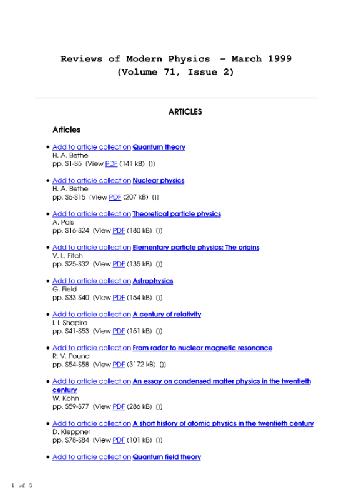 Reviews of Modern Physics - March 1999
(Volume 71, Issue 2)
ARTICLES
Articles
• Add to article collection Quantum theory
H. A. Bethe
pp. S1-S5 (View PDF (141 kB) ())
• Add to article collection Nuclear physics
H. A. Bethe
pp. S6-S15 (View PDF (207 kB) ())
• Add to article collection Theoretical particle physics
A. Pais
pp. S16-S24 (View PDF (180 kB) ())
• Add to article collection Elementary particle physics: The origins
V. L. Fitch
pp. S25-S32 (View PDF (135 kB) ())
• Add to article collection Astrophysics
G. Field
pp. S33-S40 (View PDF (164 kB) ())
• Add to article collection A century of relativity
I. I. Shapiro
pp. S41-S53 (View PDF (161 kB) ())
• Add to article collection From radar to nuclear magnetic resonance
R. V. Pound
pp. S54-S58 (View PDF (3172 kB) ())
• Add to article collection An essay on condensed matter physics in the twentieth
century
W. Kohn
pp. S59-S77 (View PDF (286 kB) ())
• Add to article collection A short history of atomic physics in the twentieth century
D. Kleppner
pp. S78-S84 (View PDF (101 kB) ())
• Add to article collection Quantum field theory
1 of 5